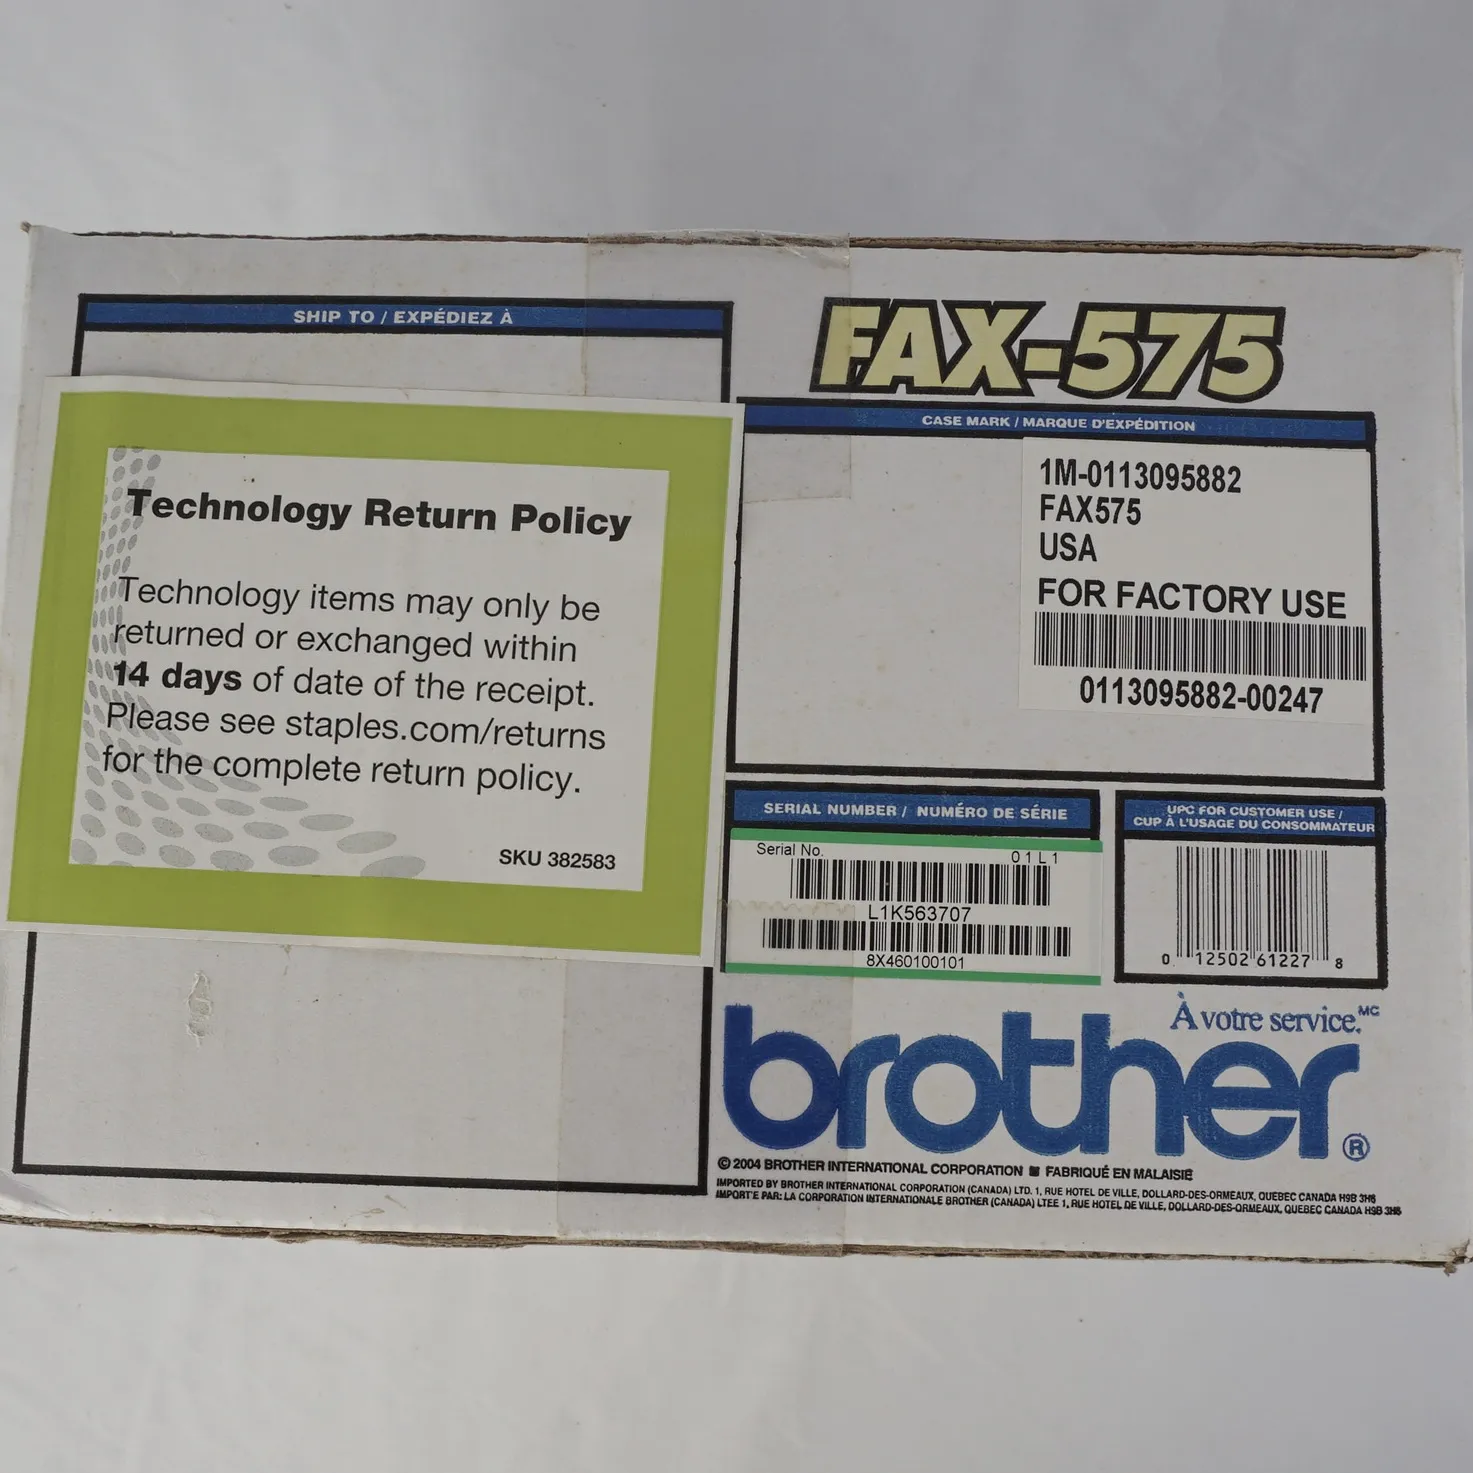 SHIP TO / EXPÉDIEZ À
Technology Return Policy
Technology items may only be
returned or exchanged within
14 days of date of the receipt.
Please see staples.com/returns
for the complete return policy.
SKU 382583
FAX-575
CASE MARK / MARQUE D'EXPÉDITION
1M-0113095882
FAX575
USA
FOR FACTORY USE
0113095882-00247
SERIAL NUMBER / NUMÉRO DE SÉRIE
Serial No. 01L1
L1K563707
8X460100101
UPC FOR CUSTOMER USE /
CUP À L'USAGE DU CONSOMMATEUR
0 12502 61227 8
À votre service.MC
brother®
© 2004 BROTHER INTERNATIONAL CORPORATION ■ FABRIQUÉ EN MALAISIE
IMPORTED BY BROTHER INTERNATIONAL CORPORATION (CANADA) LTD. 1, RUE HOTEL DE VILLE, DOLLARD-DES-ORMEAUX, QUEBEC CANADA H9B 3H6
IMPORTE PAR: LA CORPORATION INTERNATIONALE BROTHER (CANADA) LTEE 1, RUE HOTEL DE VILLE, DOLLARD-DES-ORMEAUX, QUEBEC CANADA H9B 3H6